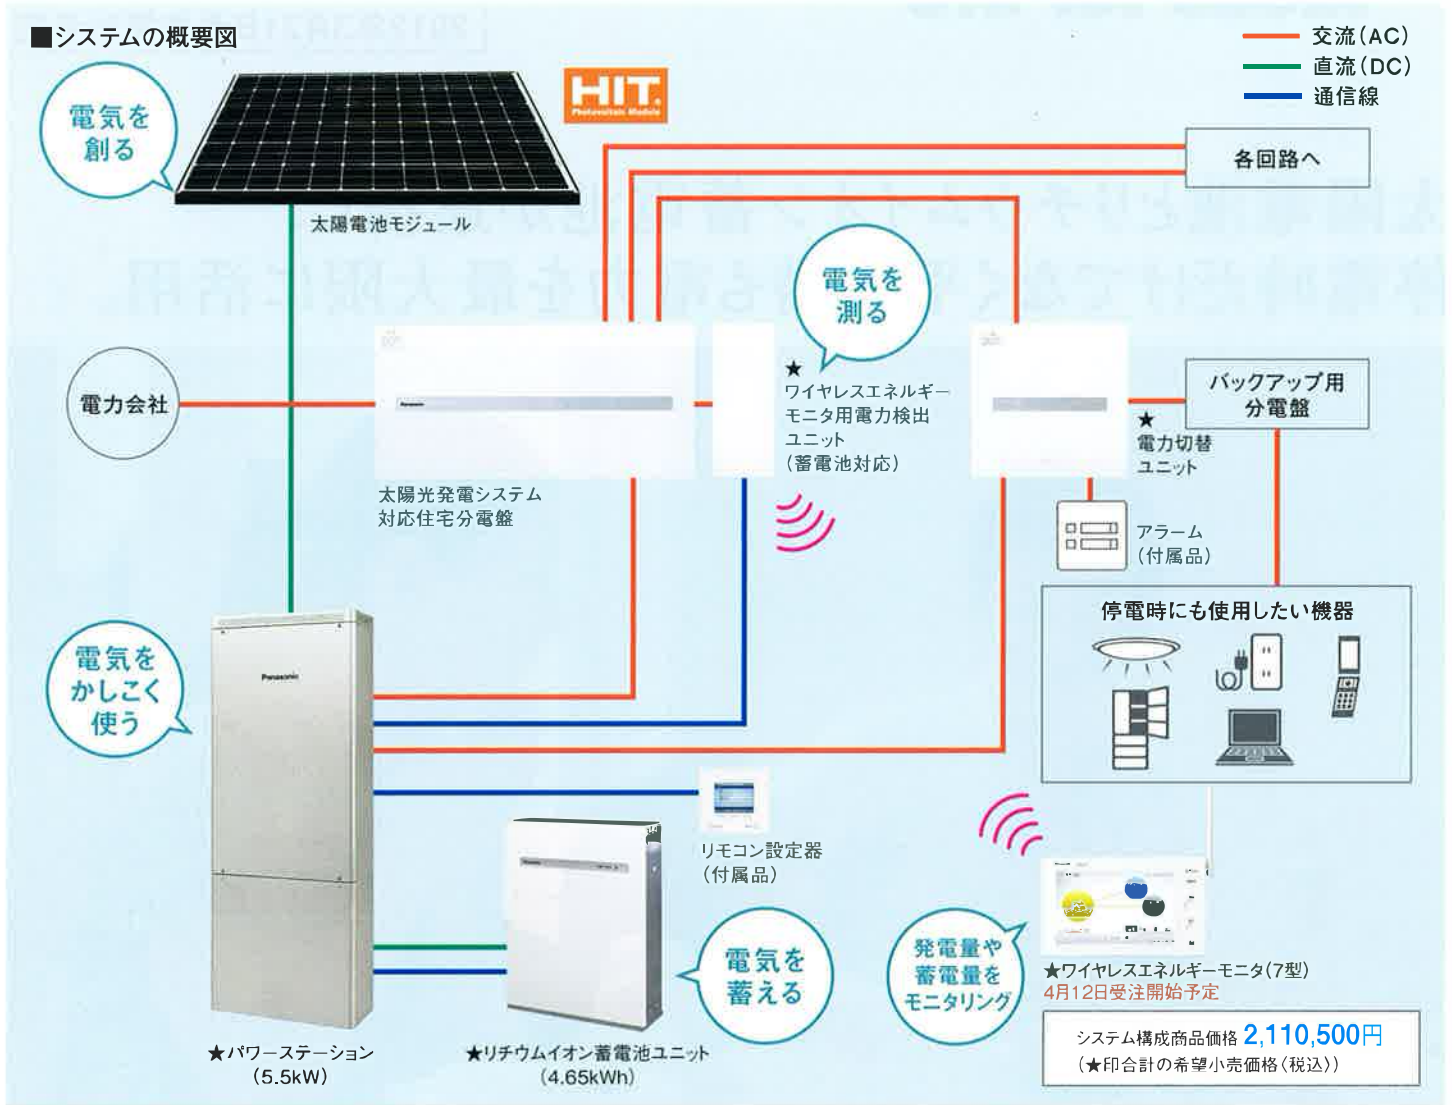 ■システムの概要図
交流(AC)
直流(DC)
通信線
電気を
創る
HIT
Photovoltaic Module
太陽電池モジュール
各回路へ
電気を
測る
電力会社
Panasonic
太陽光発電システム
対応住宅分電盤
★
ワイヤレスエネルギー
モニタ用電力検出
ユニット
(蓄電池対応)
バックアップ用
分電盤
★
電力切替
ユニット
アラーム
(付属品)
停電時にも使用したい機器
電気を
かしこく
使う
Panasonic
リモコン設定器
(付属品)
電気を
蓄える
発電量や
蓄電量を
モニタリング
★ワイヤレスエネルギーモニタ(7型)
4月12日受注開始予定
★パワーステーション
(5.5kW)
★リチウムイオン蓄電池ユニット
(4.65kWh)
システム構成商品価格 2,110,500円
(★印合計の希望小売価格〈税込〉)